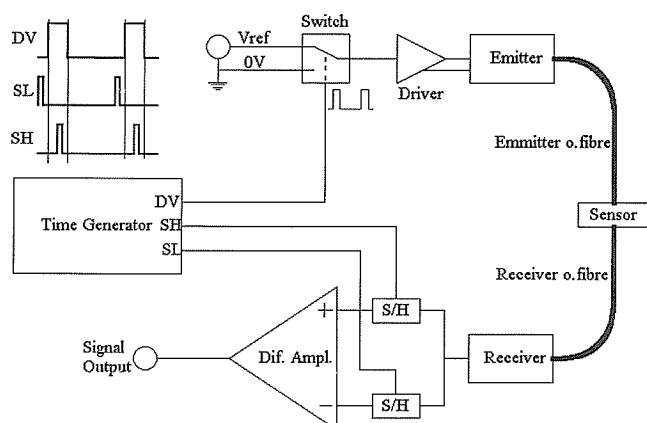 DV
SL
SH
Switch
Vref
0V
Driver
Emitter
Emmitter o.fibre
Sensor
Receiver o.fibre
Time Generator
DV
SH
SL
S/H
Signal
Output
Dif. Ampl.
+
−
S/H
Receiver